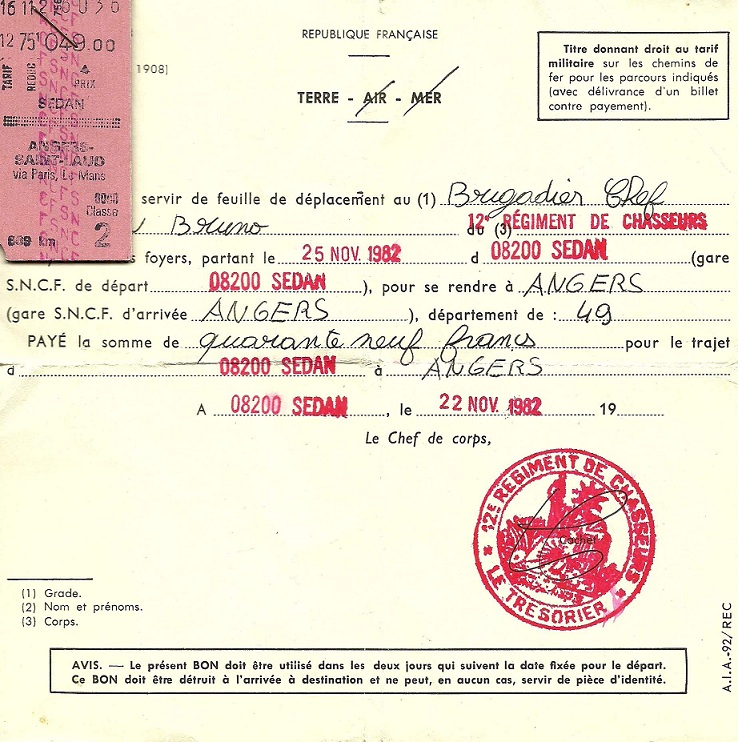 16 11 2
12 75 049.00
TARIF
REDUC
PRIX
SEDAN
ANGERS-
SAINT-LAUD
via Paris, Le Mans
Classe
2
km
REPUBLIQUE FRANÇAISE
1908]
TERRE - AIR - MER
Titre donnant droit au tarif
militaire sur les chemins de
fer pour les parcours indiqués
(avec délivrance d'un billet
contre payement).
servir de feuille de déplacement au (1) Brigadier Chef
Bruno du (3) 12e RÉGIMENT DE CHASSEURS
foyers, partant le 25 NOV. 1982 d 08200 SEDAN (gare
S.N.C.F. de départ 08200 SEDAN ), pour se rendre à ANGERS
(gare S.N.C.F. d'arrivée ANGERS ), département de : 49
PAYÉ la somme de quarante neuf francs pour le trajet
d 08200 SEDAN à ANGERS
A 08200 SEDAN, le 22 NOV. 1982 19
Le Chef de corps,
12E REGIMENT DE CHASSEURS
Cachet
* LE TRESORIER *
(1) Grade.
(2) Nom et prénoms.
(3) Corps.
A.I.A.-92/REC
AVIS. — Le présent BON doit être utilisé dans les deux jours qui suivent la date fixée pour le départ.
Ce BON doit être détruit à l'arrivée à destination et ne peut, en aucun cas, servir de pièce d'identité.